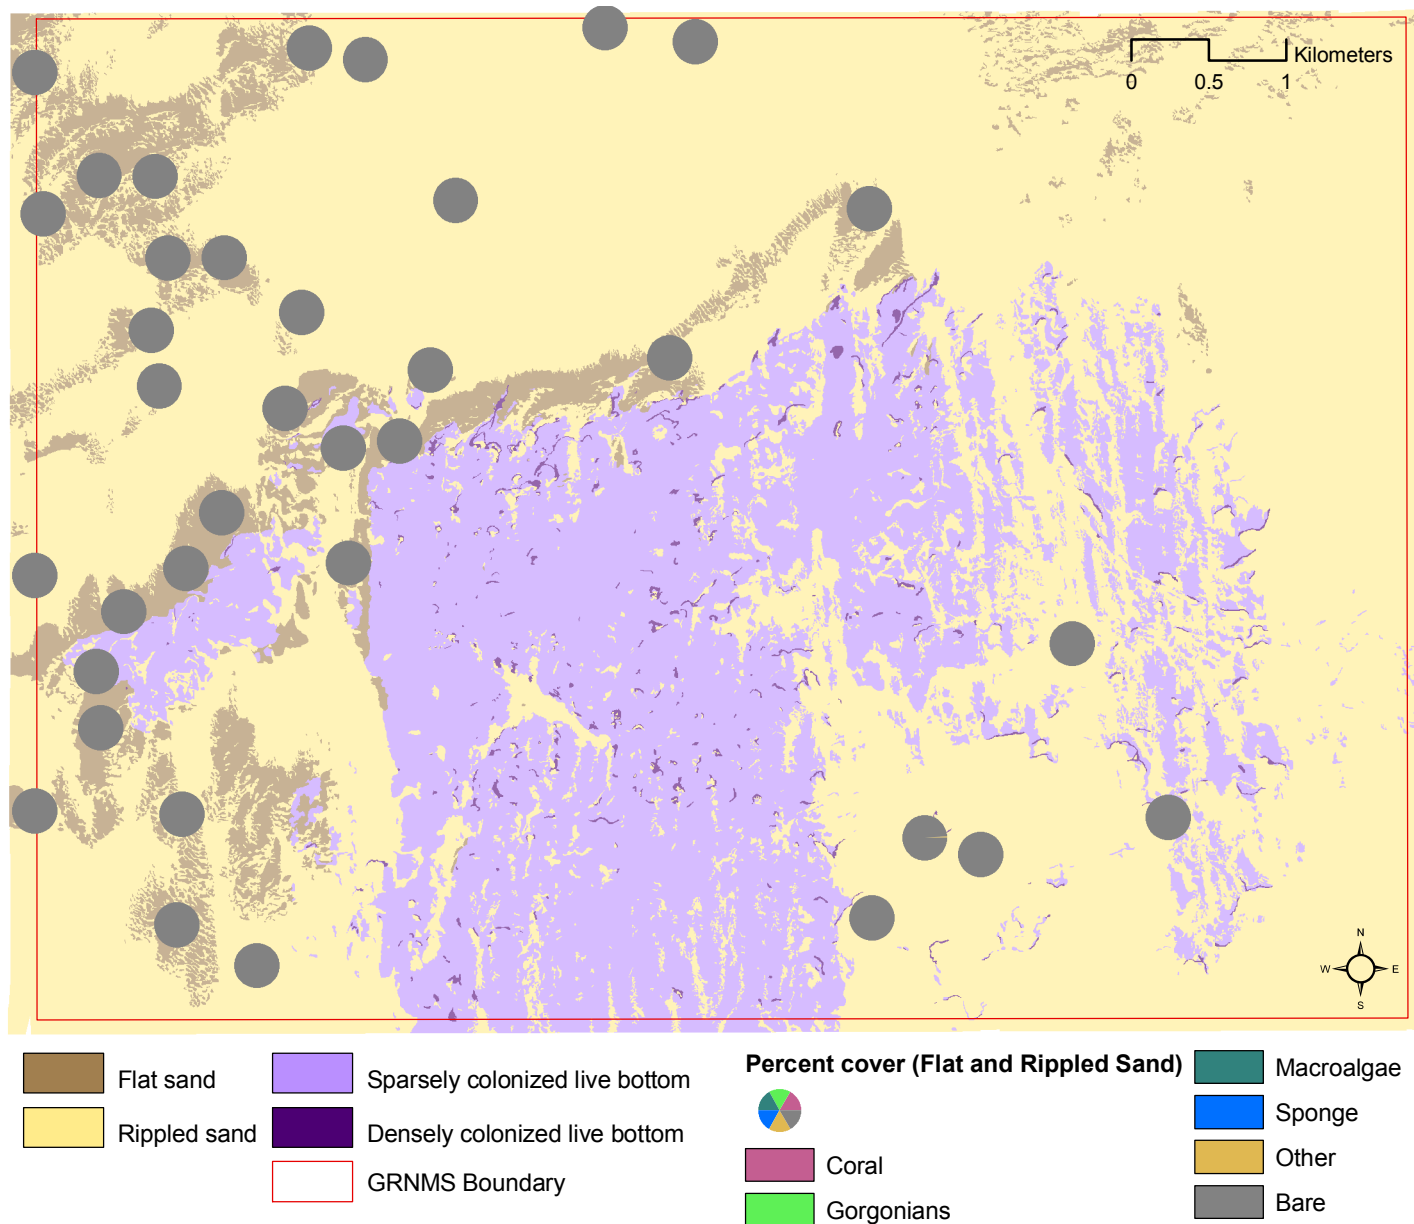 Kilometers
0 0.5 1
N
W E
S
Flat sand
Rippled sand
Sparsely colonized live bottom
Densely colonized live bottom
GRNMS Boundary
Percent cover (Flat and Rippled Sand)
Coral
Gorgonians
Macroalgae
Sponge
Other
Bare